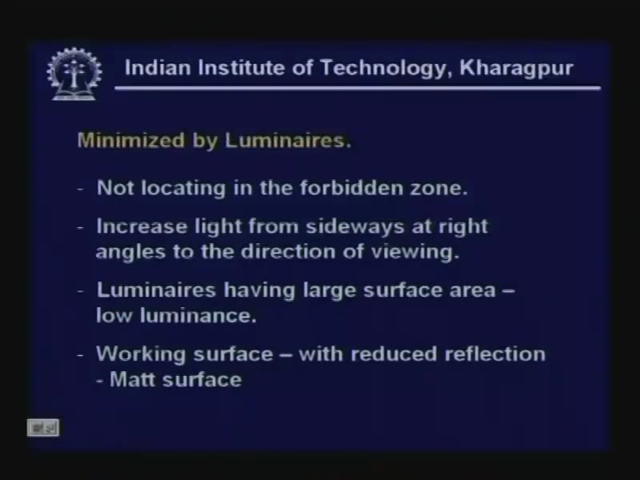 Indian Institute of Technology, Kharagpur
Minimized by Luminaires.
- Not locating in the forbidden zone.
- Increase light from sideways at right
angles to the direction of viewing.
- Luminaires having large surface area –
low luminance.
- Working surface – with reduced reflection
- Matt surface